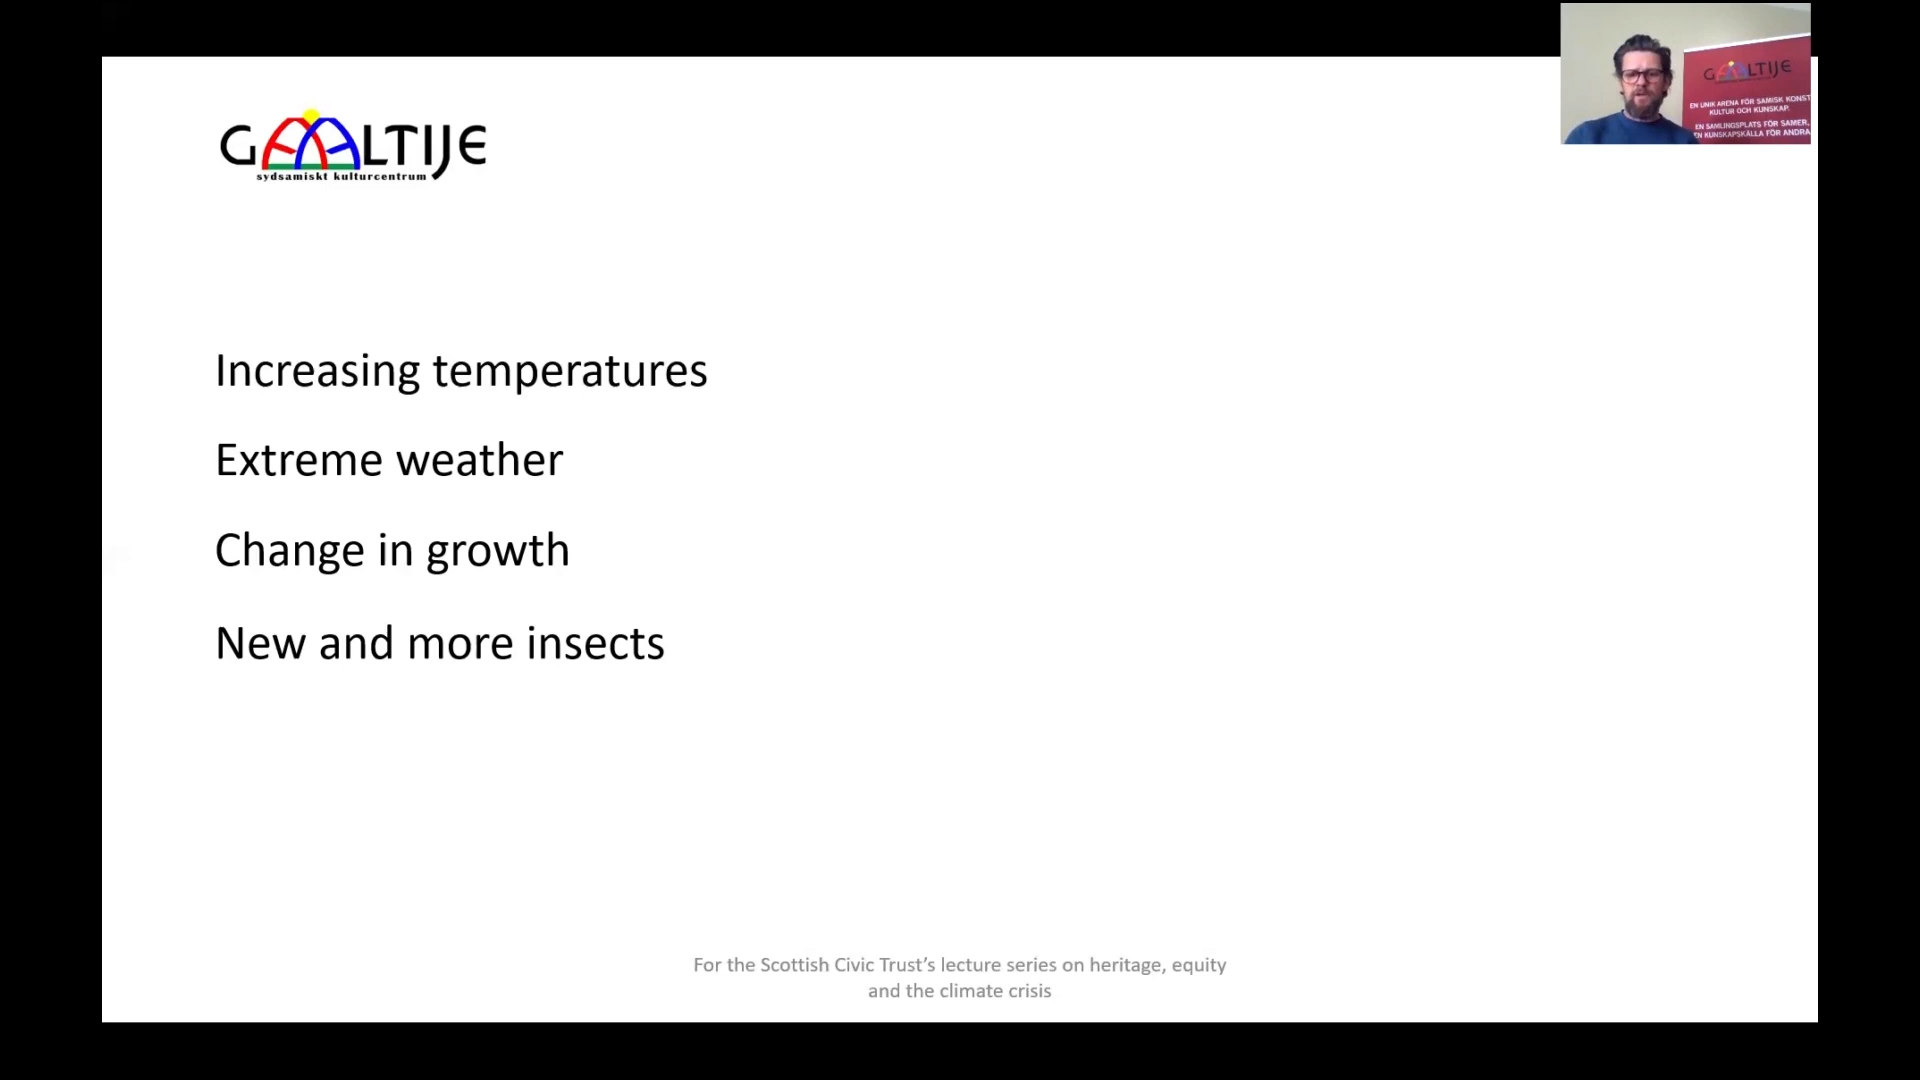 GAALTIJE
sydsamiskt kulturcentrum
GAALTIJE
EN UNIK ARENA FÖR SAMISK KONST
KULTUR OCH KUNSKAP.
EN SAMLINGSPLATS FÖR SAMER,
EN KUNSKAPSKÄLLA FÖR ANDRA
Increasing temperatures
Extreme weather
Change in growth
New and more insects
For the Scottish Civic Trust’s lecture series on heritage, equity
and the climate crisis